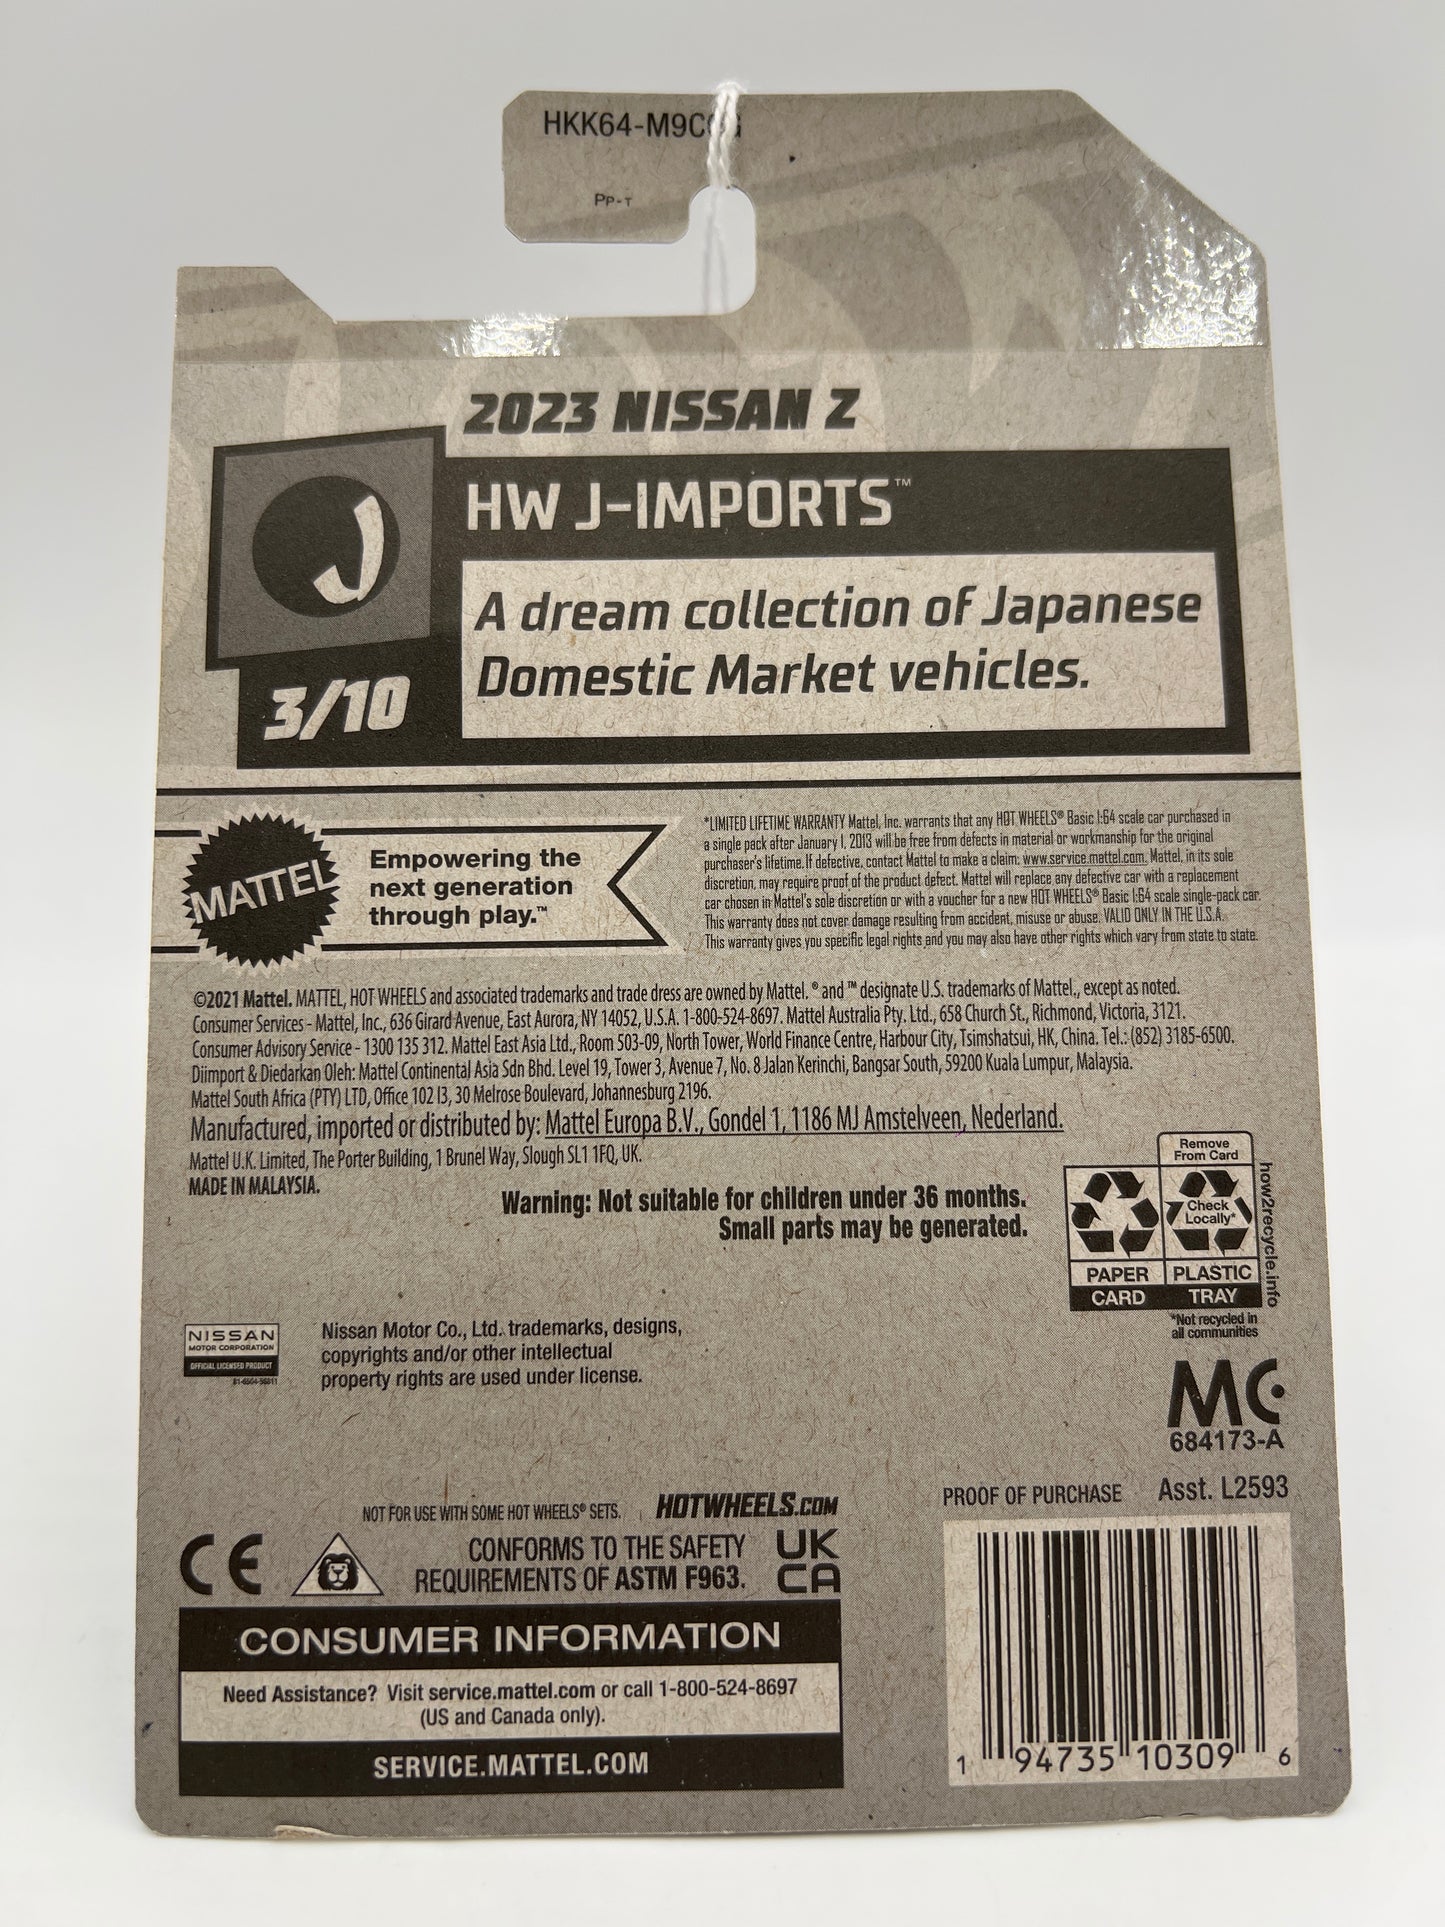 HKK64-M9C
PP-T
2023 NISSAN Z
J
HW J-IMPORTS™
A dream collection of Japanese
Domestic Market vehicles.
3/10
MATTEL
Empowering the
next generation
through play.™
*LIMITED LIFETIME WARRANTY Mattel, Inc. warrants that any HOT WHEELS® Basic 1:64 scale car purchased in
a single pack after January 1, 2013 will be free from defects in material or workmanship for the original
purchaser's lifetime. If defective, contact Mattel to make a claim: www.service.mattel.com. Mattel, in its sole
discretion, may require proof of the product defect. Mattel will replace any defective car with a replacement
car chosen in Mattel's sole discretion or with a voucher for a new HOT WHEELS® Basic 1:64 scale single-pack car.
This warranty does not cover damage resulting from accident, misuse or abuse. VALID ONLY IN THE U.S.A.
This warranty gives you specific legal rights and you may also have other rights which vary from state to state.
©2021 Mattel. MATTEL, HOT WHEELS and associated trademarks and trade dress are owned by Mattel. ® and ™ designate U.S. trademarks of Mattel., except as noted.
Consumer Services - Mattel, Inc., 636 Girard Avenue, East Aurora, NY 14052, U.S.A. 1-800-524-8697. Mattel Australia Pty. Ltd., 658 Church St., Richmond, Victoria, 3121.
Consumer Advisory Service - 1300 135 312. Mattel East Asia Ltd., Room 503-09, North Tower, World Finance Centre, Harbour City, Tsimshatsui, HK, China. Tel.: (852) 3185-6500.
Diimport & Diedarkan Oleh: Mattel Continental Asia Sdn Bhd. Level 19, Tower 3, Avenue 7, No. 8 Jalan Kerinchi, Bangsar South, 59200 Kuala Lumpur, Malaysia.
Mattel South Africa (PTY) LTD, Office 102 I3, 30 Melrose Boulevard, Johannesburg 2196.
Manufactured, imported or distributed by: Mattel Europa B.V., Gondel 1, 1186 MJ Amstelveen, Nederland.
Mattel U.K. Limited, The Porter Building, 1 Brunel Way, Slough SL1 1FQ, UK.
MADE IN MALAYSIA.
Warning: Not suitable for children under 36 months.
Small parts may be generated.
Remove
From Card
Check
Locally*
PAPER
PLASTIC
CARD
TRAY
how2recycle.info
*Not recycled in
all communities
NISSAN
MOTOR CORPORATION
OFFICIAL LICENSED PRODUCT
Nissan Motor Co., Ltd. trademarks, designs,
copyrights and/or other intellectual
property rights are used under license.
MC
684173-A
PROOF OF PURCHASE
Asst. L2593
NOT FOR USE WITH SOME HOT WHEELS® SETS.
HOTWHEELS.COM
CE
CONFORMS TO THE SAFETY
REQUIREMENTS OF ASTM F963.
UK
CA
CONSUMER INFORMATION
Need Assistance? Visit service.mattel.com or call 1-800-524-8697
(US and Canada only).
SERVICE.MATTEL.COM
1 94735 10309 6